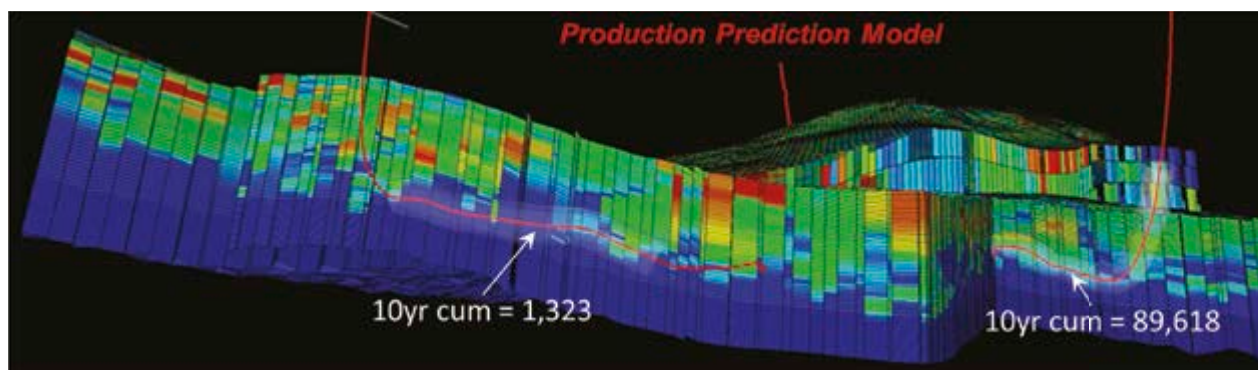 Production Prediction Model
10yr cum = 1,323
10yr cum = 89,618